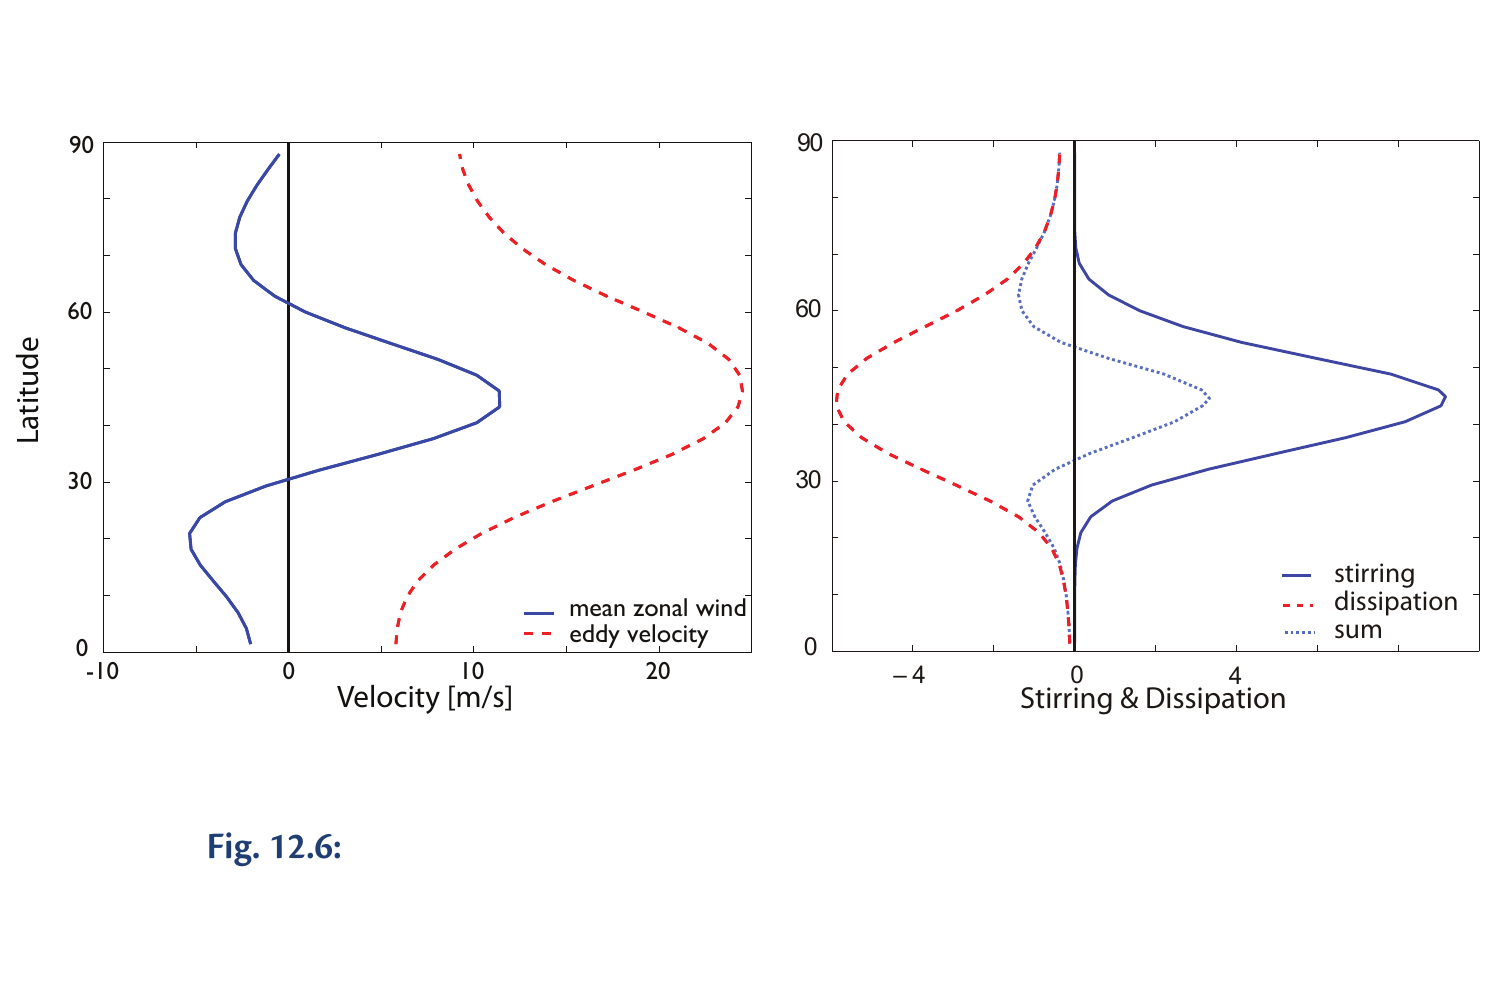 90
60
30
0
Latitude
-10
0
10
20
Velocity [m/s]
mean zonal wind
eddy velocity
90
60
30
0
−4
0
4
Stirring & Dissipation
stirring
dissipation
sum
Fig. 12.6: